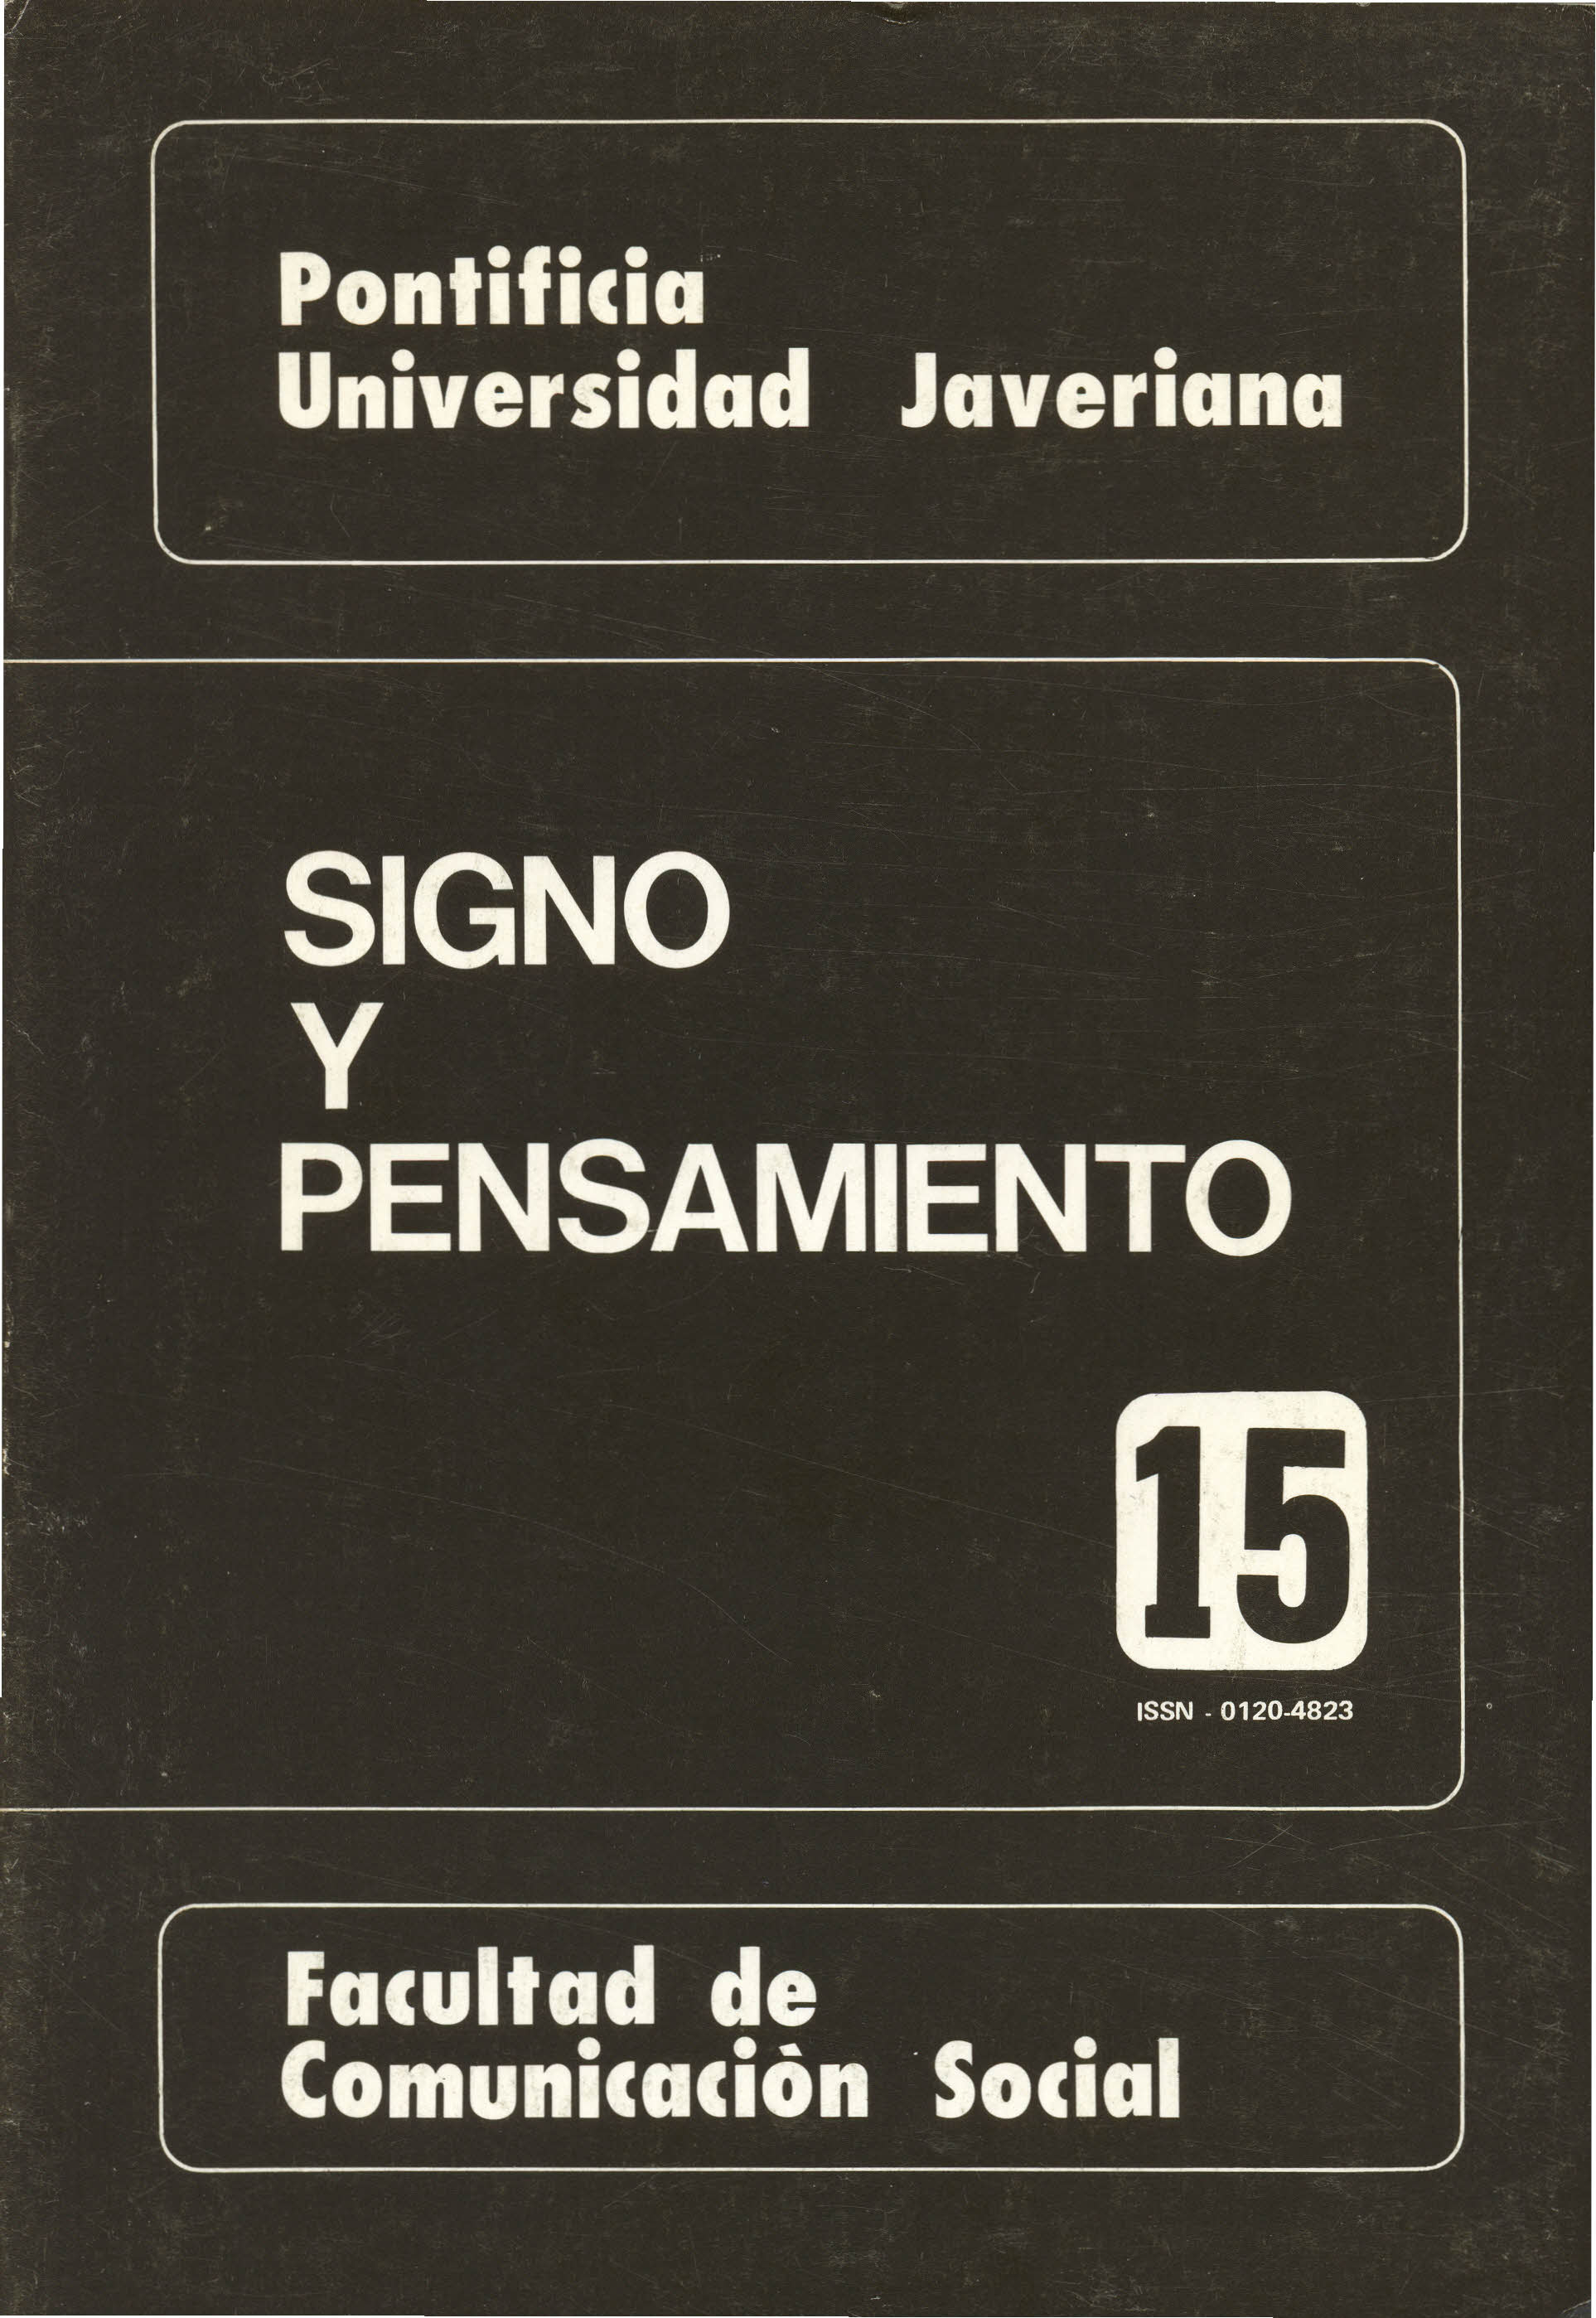 Pontificia
Universidad Javeriana
SIGNO
Y
PENSAMIENTO
15
ISSN - 0120-4823
Facultad de
Comunicaciòn Social